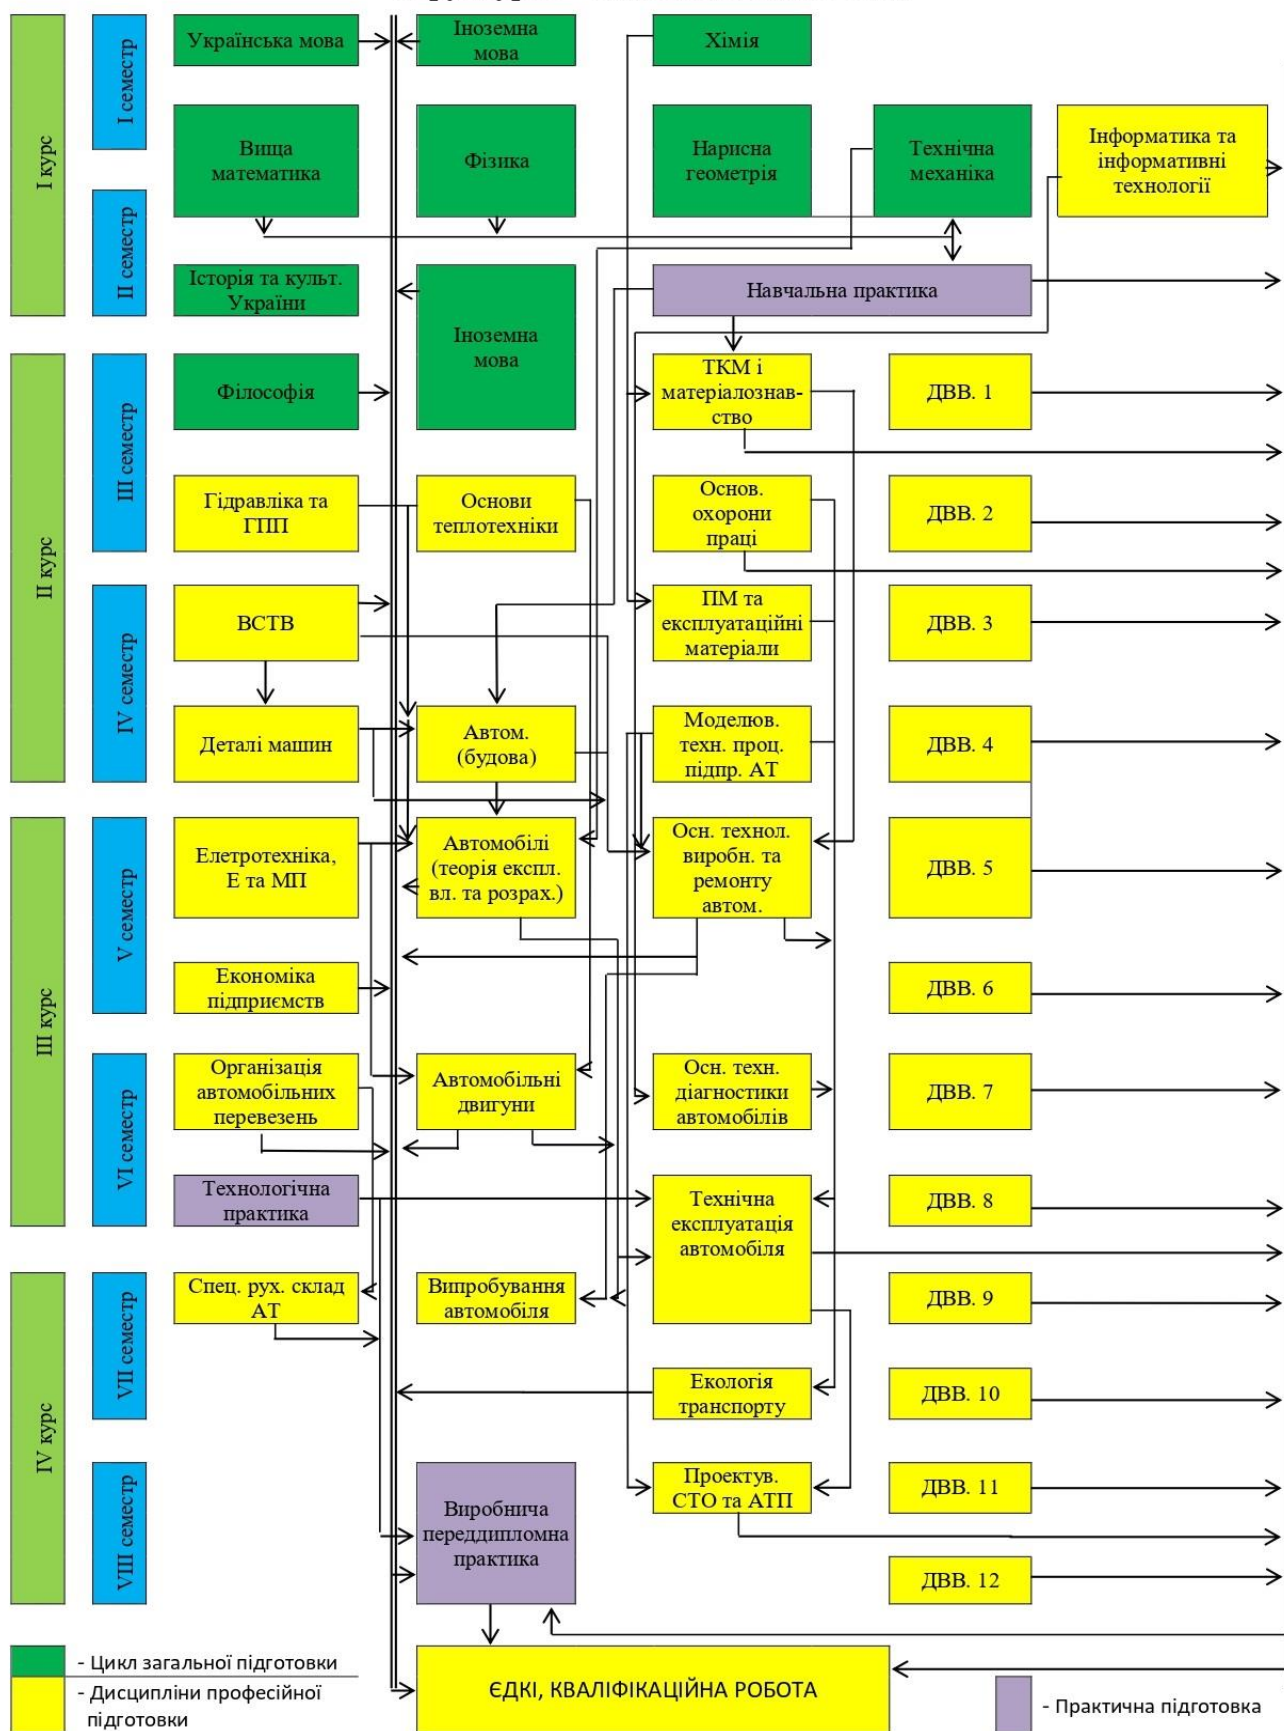 I курс
I семестр
Українська мова
Іноземна
мова
Хімія
Вища
математика
Фізика
Нарисна
геометрія
Технічна
механіка
Інформатика та
інформативні
технології
II семестр
Історія та культ.
України
Іноземна
мова
Навчальна практика
II курс
III семестр
Філософія
ТКМ і
матеріалознав-
ство
ДВВ. 1
Гідравліка та
ГПП
Основи
теплотехніки
Основ.
охорони
праці
ДВВ. 2
IV семестр
ВСТВ
ПМ та
експлуатаційні
матеріали
ДВВ. 3
Деталі машин
Автом.
(будова)
Моделюв.
техн. проц.
підпр. АТ
ДВВ. 4
III курс
V семестр
Елетротехніка,
Е та МП
Автомобілі
(теорія експл.
вл. та розрах.)
Осн. технол.
виробн. та
ремонту
автом.
ДВВ. 5
Економіка
підприємств
ДВВ. 6
VI семестр
Організація
автомобільних
перевезень
Автомобільні
двигуни
Осн. техн.
діагностики
автомобілів
ДВВ. 7
Технологічна
практика
Технічна
експлуатація
автомобіля
ДВВ. 8
IV курс
VII семестр
Спец. рух. склад
АТ
Випробування
автомобіля
ДВВ. 9
Екологія
транспорту
ДВВ. 10
VIII семестр
Виробнича
переддипломна
практика
Проектув.
СТО та АТП
ДВВ. 11
ДВВ. 12
- Цикл загальної підготовки
- Дисципліни професійної
підготовки
ЄДКІ, КВАЛІФІКАЦІЙНА РОБОТА
- Практична підготовка